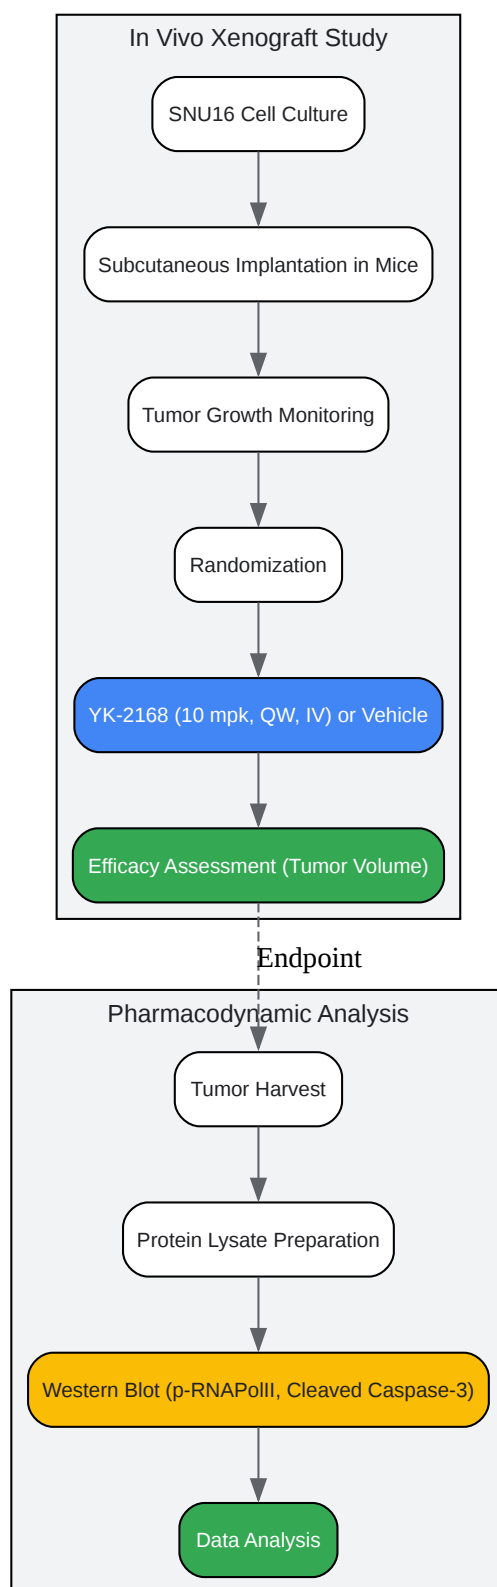 In Vivo Xenograft Study
SNU16 Cell Culture
Subcutaneous Implantation in Mice
Tumor Growth Monitoring
Randomization
YK-2168 (10 mpk, QW, IV) or Vehicle
Efficacy Assessment (Tumor Volume)
Endpoint
Pharmacodynamic Analysis
Tumor Harvest
Protein Lysate Preparation
Western Blot (p-RNAPolII, Cleaved Caspase-3)
Data Analysis